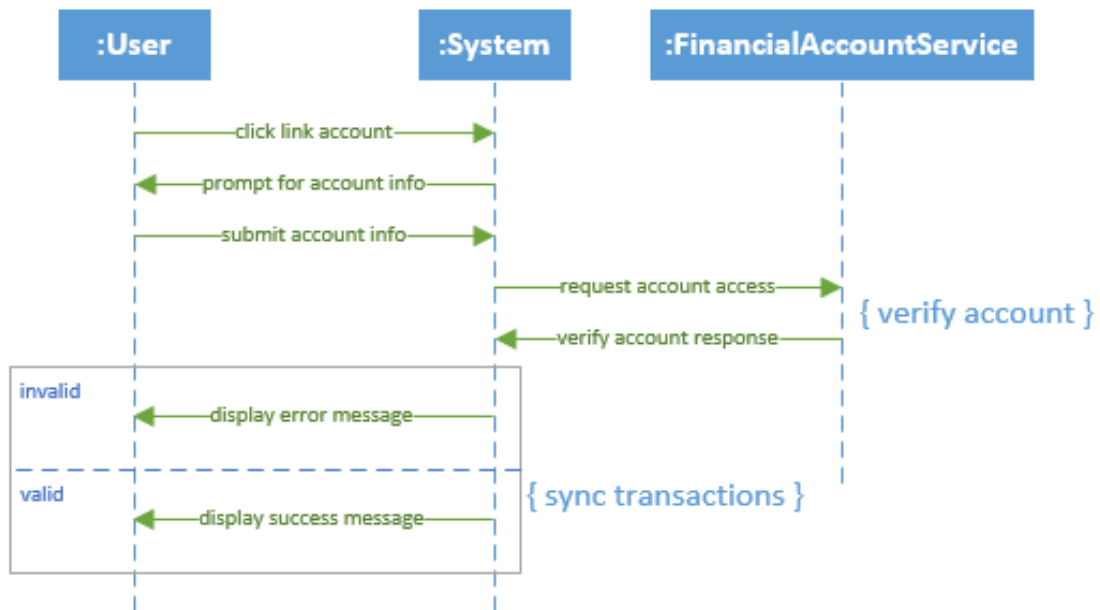 :User
:System
:FinancialAccountService
click link account
prompt for account info
submit account info
request account access
{ verify account }
verify account response
invalid
display error message
valid
{ sync transactions }
display success message